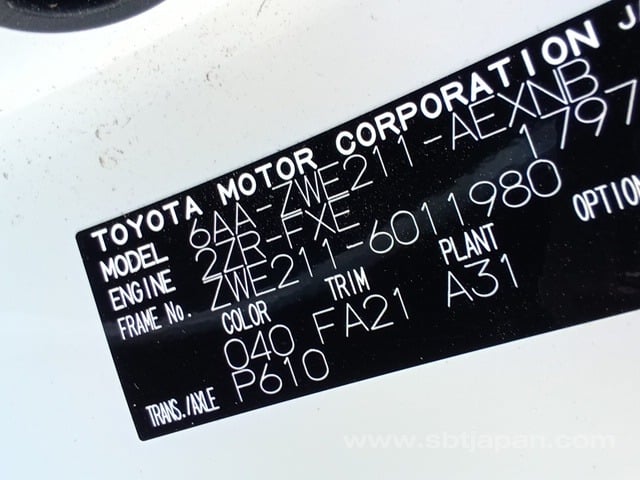 TOYOTA MOTOR CORPORATION J
MODEL 6AA-ZWE211-AEXNB
ENGINE 2ZR-FXE 1797
FRAME No. ZWE211-6011980
COLOR TRIM PLANT OPTION
040 FA21 A31
TRANS./AXLE P610
www.sbtjapan.com